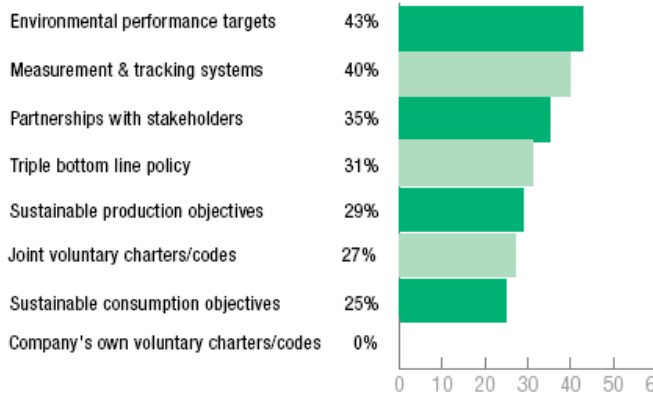 Environmental performance targets 43%
Measurement & tracking systems 40%
Partnerships with stakeholders 35%
Triple bottom line policy 31%
Sustainable production objectives 29%
Joint voluntary charters/codes 27%
Sustainable consumption objectives 25%
Company's own voluntary charters/codes 0%
0 10 20 30 40 50